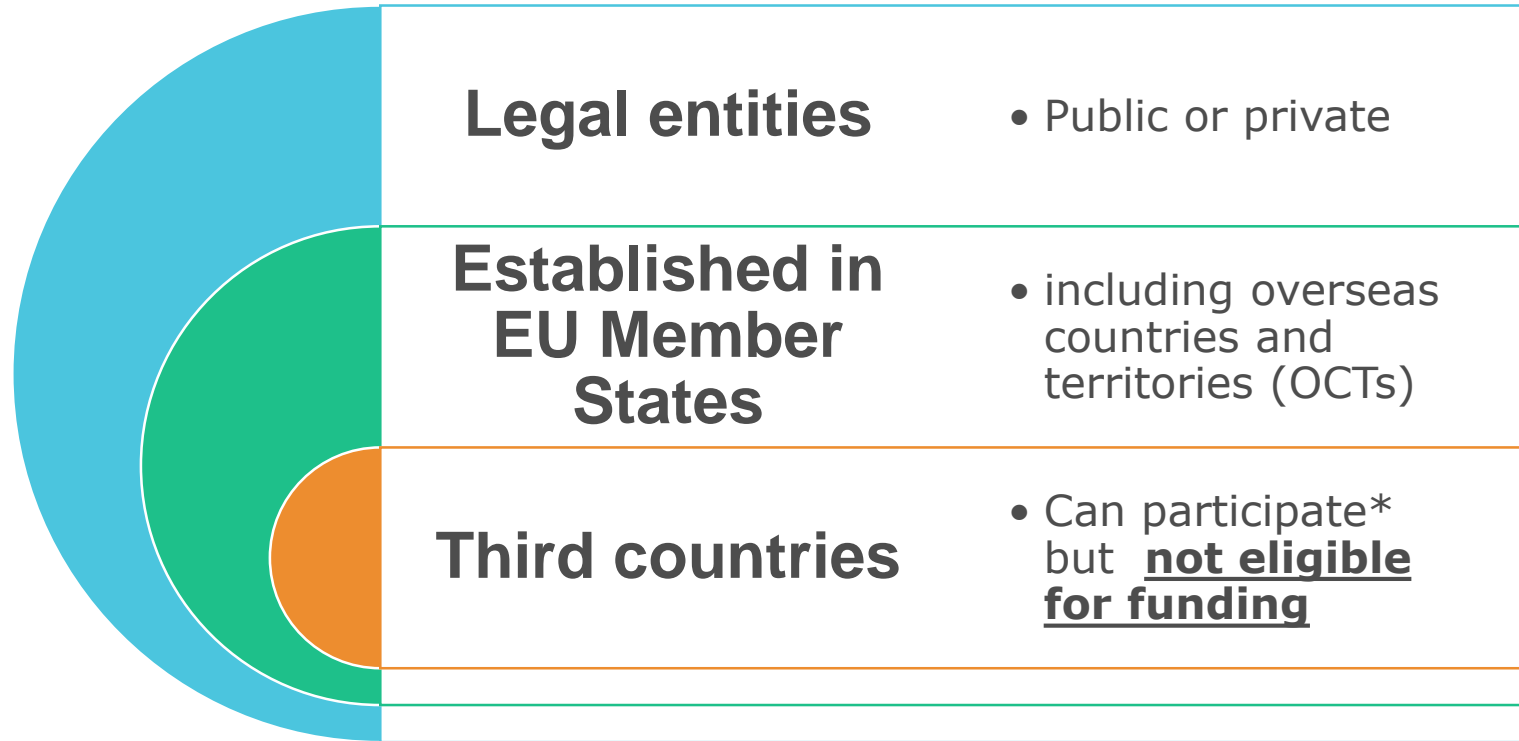 Legal entities
• Public or private
Established in
EU Member
States
• including overseas
countries and
territories (OCTs)
Third countries
• Can participate*
but not eligible
for funding